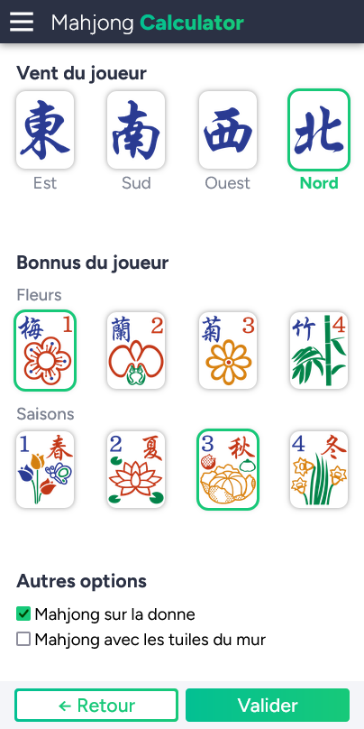 Mahjong Calculator
Vent du joueur
東 南 西 北
Est Sud Ouest Nord
Bonnus du joueur
Fleurs
梅 1 蘭 2 菊 3 竹 4
Saisons
1 春 2 夏 3 秋 4 冬
Autres options
Mahjong sur la donne
Mahjong avec les tuiles du mur
← Retour Valider